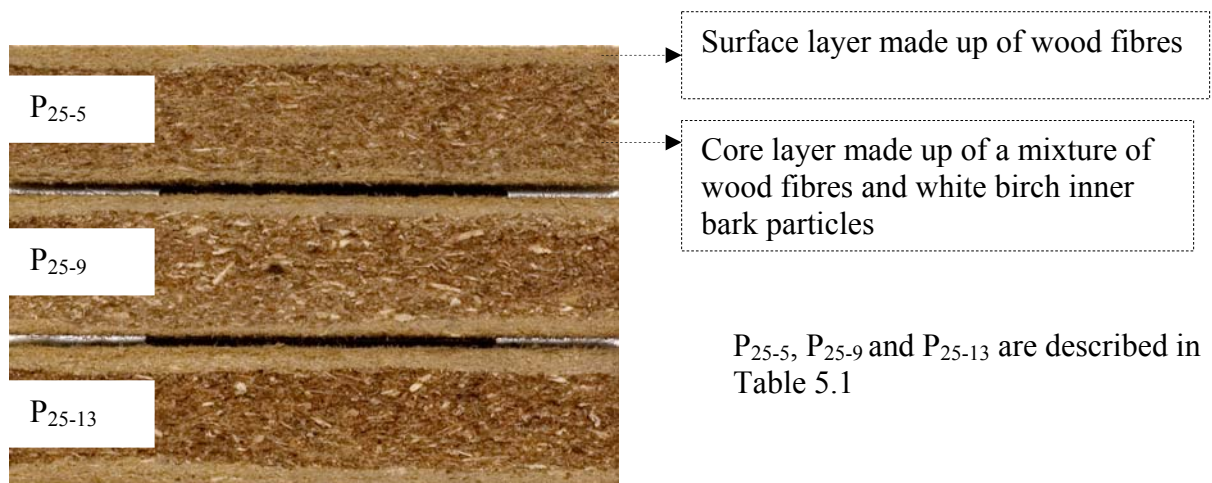 Surface layer made up of wood fibres
P25-5
Core layer made up of a mixture of
wood fibres and white birch inner
bark particles
P25-9
P25-5, P25-9 and P25-13 are described in
Table 5.1
P25-13